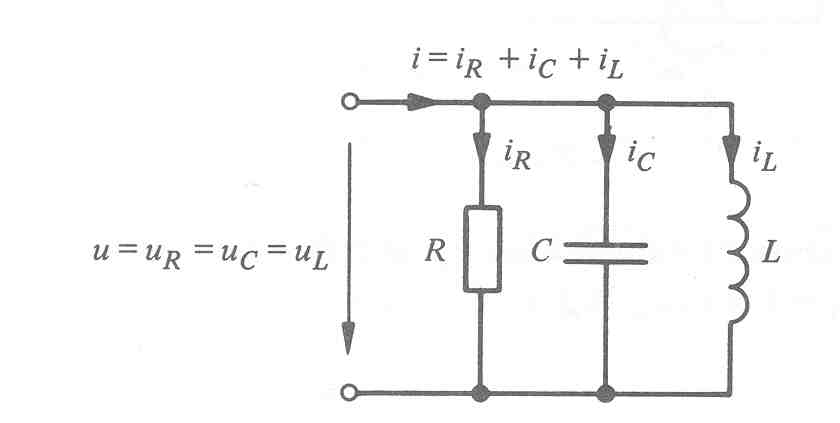 i = i_R + i_C + i_L
i_R
i_C
i_L
u = u_R = u_C = u_L
R
C
L